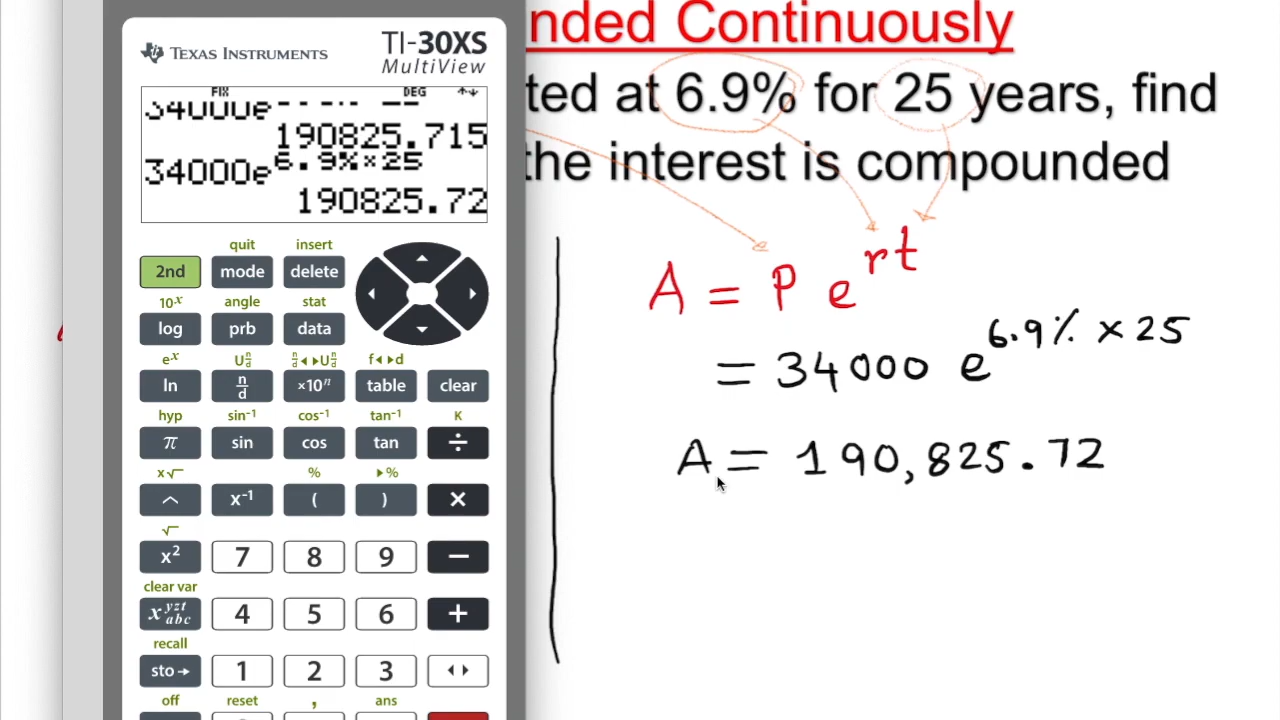 nded Continuously
ted at 6.9% for 25 years, find
the interest is compounded
A = P e^rt
= 34000 e^6.9% × 25
A = 190,825.72
TEXAS INSTRUMENTS
TI-30XS
MultiView
FIX DEG
34000e
190825.715
34000e^6.9%×25
190825.72
quit insert
2nd mode delete
10^x angle stat
log prb data
e^x U n/d n/d◄►U n/d f◄►d
ln n/d ×10^n table clear
hyp sin⁻¹ cos⁻¹ tan⁻¹ K
π sin cos tan ÷
x√ % ►%
^ x⁻¹ ( ) ×
√
x² 7 8 9 −
clear var
x yzt abc 4 5 6 +
recall
sto→ 1 2 3 ◄►
off reset , ans